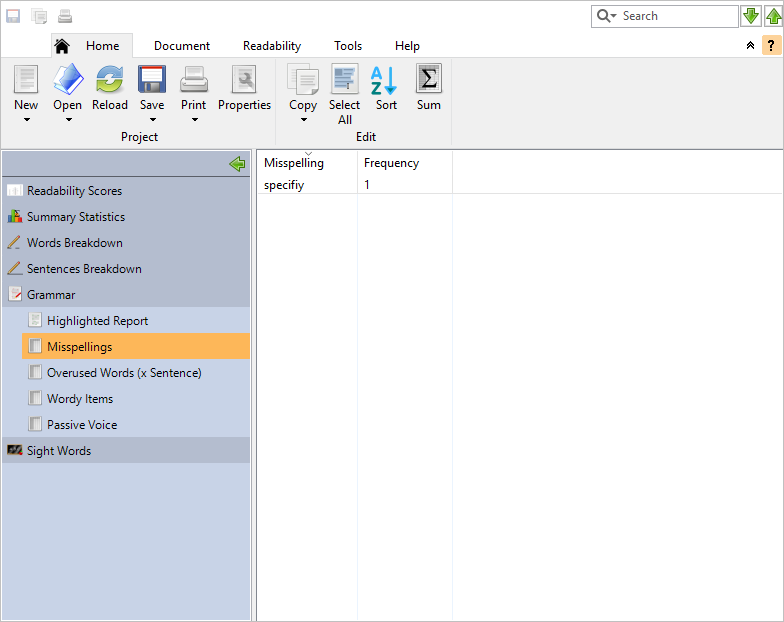 Search
Home Document Readability Tools Help
?
New Open Reload Save Print Properties Copy Select All Sort Sum
Project Edit
Misspelling Frequency
specifiy 1
Readability Scores
Summary Statistics
Words Breakdown
Sentences Breakdown
Grammar
Highlighted Report
Misspellings
Overused Words (x Sentence)
Wordy Items
Passive Voice
Sight Words